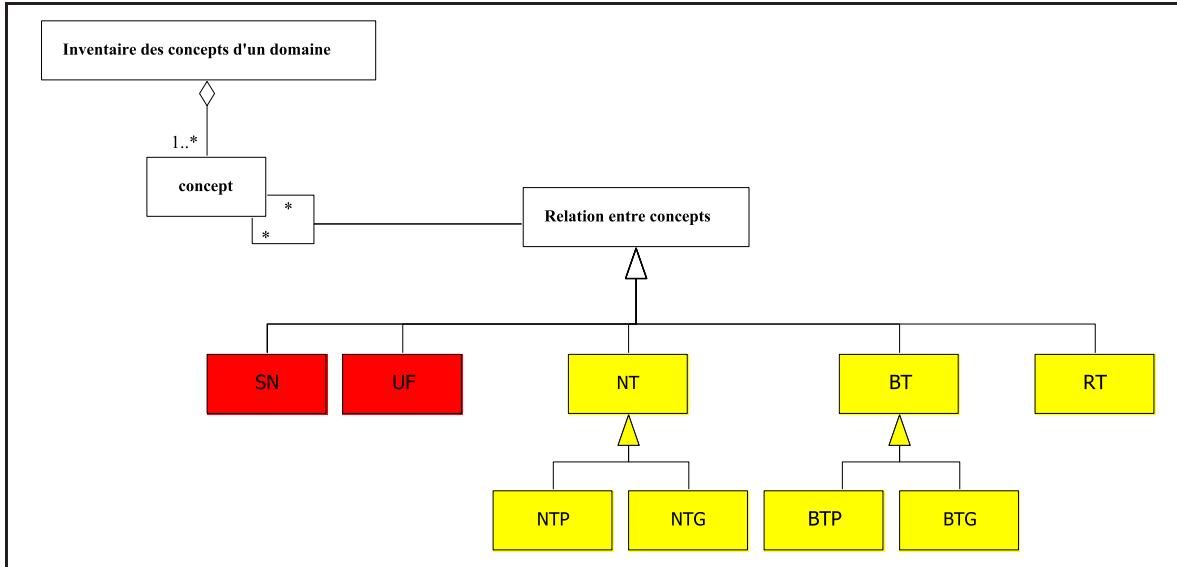 Inventaire des concepts d'un domaine
1..*
concept
*
*
Relation entre concepts
SN
UF
NT
BT
RT
NTP
NTG
BTP
BTG